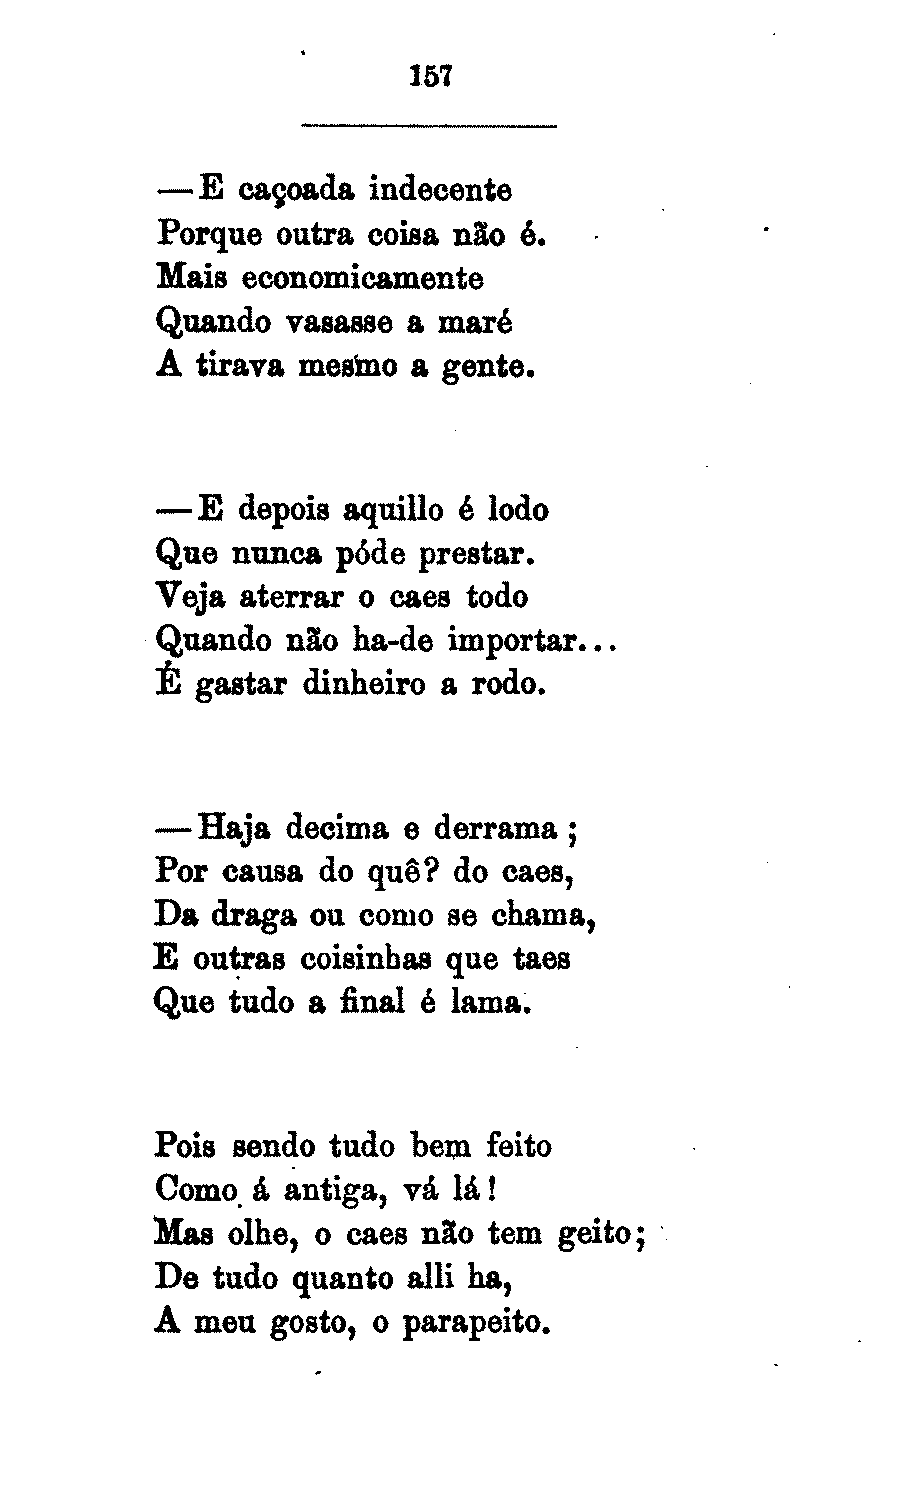 157
—E caçoada indecente
Porque outra coisa não é.
Mais economicamente
Quando vasasse a maré
A tirava mesmo a gente.
—E depois aquillo é lodo
Que nunca póde prestar.
Veja aterrar o caes todo
Quando não ha-de importar...
É gastar dinheiro a rodo.
—Haja decima e derrama;
Por causa do quê? do caes,
Da draga ou como se chama,
E outras coisinhas que taes
Que tudo a final é lama.
Pois sendo tudo bem feito
Como á antiga, vá lá!
Mas olhe, o caes não tem geito;
De tudo quanto alli ha,
A meu gosto, o parapeito.